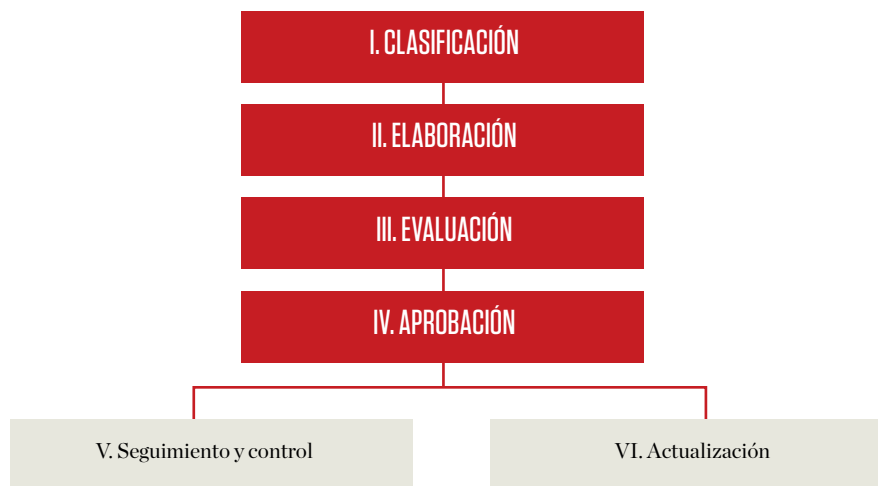 I. CLASIFICACIÓN
II. ELABORACIÓN
III. EVALUACIÓN
IV. APROBACIÓN
V. Seguimiento y control
VI. Actualización